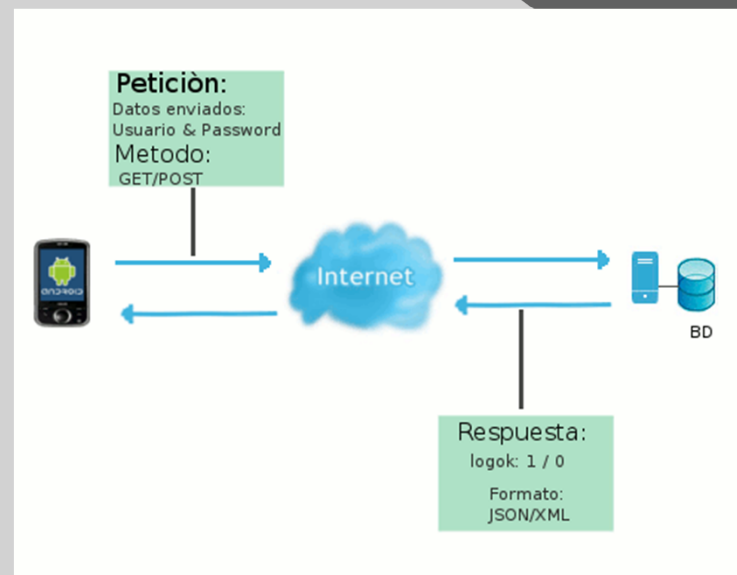 Peticiòn:
Datos enviados:
Usuario & Password
Metodo:
GET/POST
ANDROID
Internet
BD
Respuesta:
logok: 1 / 0
Formato:
JSON/XML